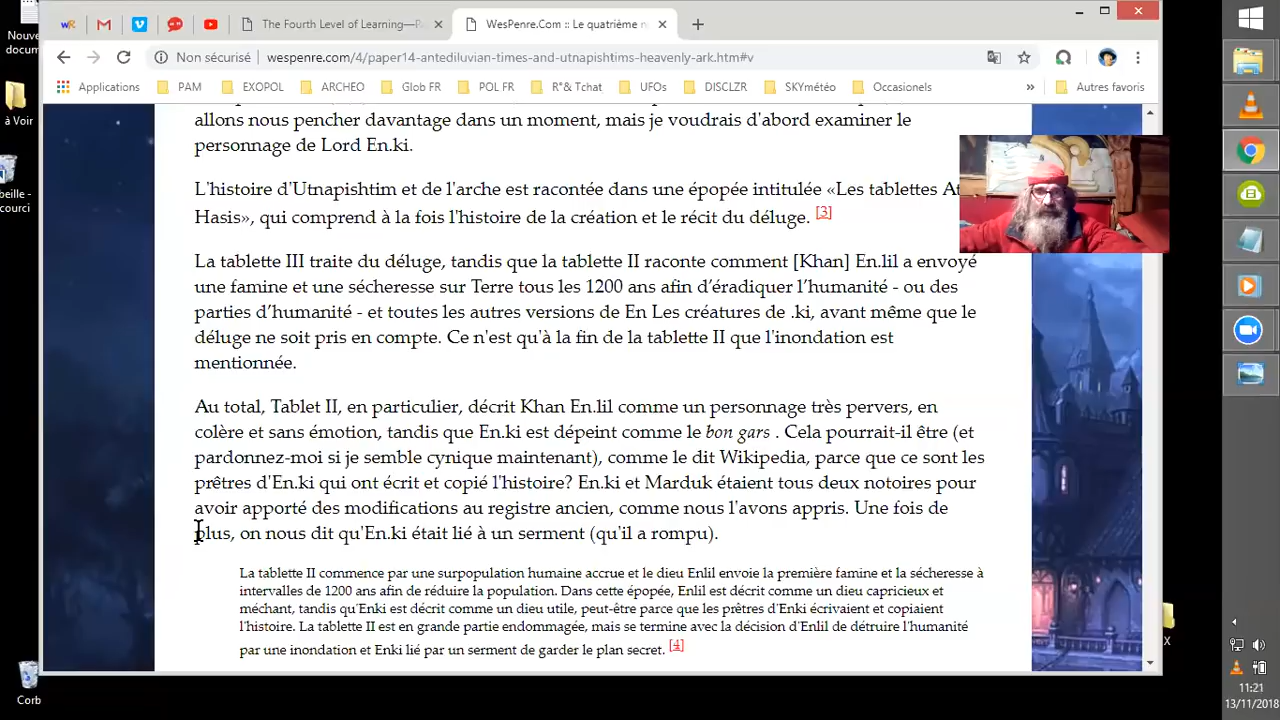 Nouve
docum
à Voir
beille -
courci
Corb
The Fourth Level of Learning—P
WesPenre.Com :: Le quatrième n
Non sécurisé
wespenre.com/4/paper14-antediluvian-times-and-utnapishtims-heavenly-ark.htm#v
Applications
PAM
EXOPOL
ARCHEO
Glob FR
POL FR
R°& Tchat
UFOs
DISCLZR
SKYmétéo
Occasionels
»
Autres favoris
allons nous pencher davantage dans un moment, mais je voudrais d'abord examiner le
personnage de Lord En.ki.
L'histoire d'Utnapishtim et de l'arche est racontée dans une épopée intitulée «Les tablettes At
Hasis», qui comprend à la fois l'histoire de la création et le récit du déluge. [3]
La tablette III traite du déluge, tandis que la tablette II raconte comment [Khan] En.lil a envoyé
une famine et une sécheresse sur Terre tous les 1200 ans afin d’éradiquer l’humanité - ou des
parties d’humanité - et toutes les autres versions de En Les créatures de .ki, avant même que le
déluge ne soit pris en compte. Ce n'est qu'à la fin de la tablette II que l'inondation est
mentionnée.
Au total, Tablet II, en particulier, décrit Khan En.lil comme un personnage très pervers, en
colère et sans émotion, tandis que En.ki est dépeint comme le bon gars . Cela pourrait-il être (et
pardonnez-moi si je semble cynique maintenant), comme le dit Wikipedia, parce que ce sont les
prêtres d'En.ki qui ont écrit et copié l'histoire? En.ki et Marduk étaient tous deux notoires pour
avoir apporté des modifications au registre ancien, comme nous l'avons appris. Une fois de
plus, on nous dit qu'En.ki était lié à un serment (qu'il a rompu).
La tablette II commence par une surpopulation humaine accrue et le dieu Enlil envoie la première famine et la sécheresse à
intervalles de 1200 ans afin de réduire la population. Dans cette épopée, Enlil est décrit comme un dieu capricieux et
méchant, tandis qu'Enki est décrit comme un dieu utile, peut-être parce que les prêtres d'Enki écrivaient et copiaient
l'histoire. La tablette II est en grande partie endommagée, mais se termine avec la décision d'Enlil de détruire l'humanité
par une inondation et Enki lié par un serment de garder le plan secret. [4]
X
11:21
13/11/2018